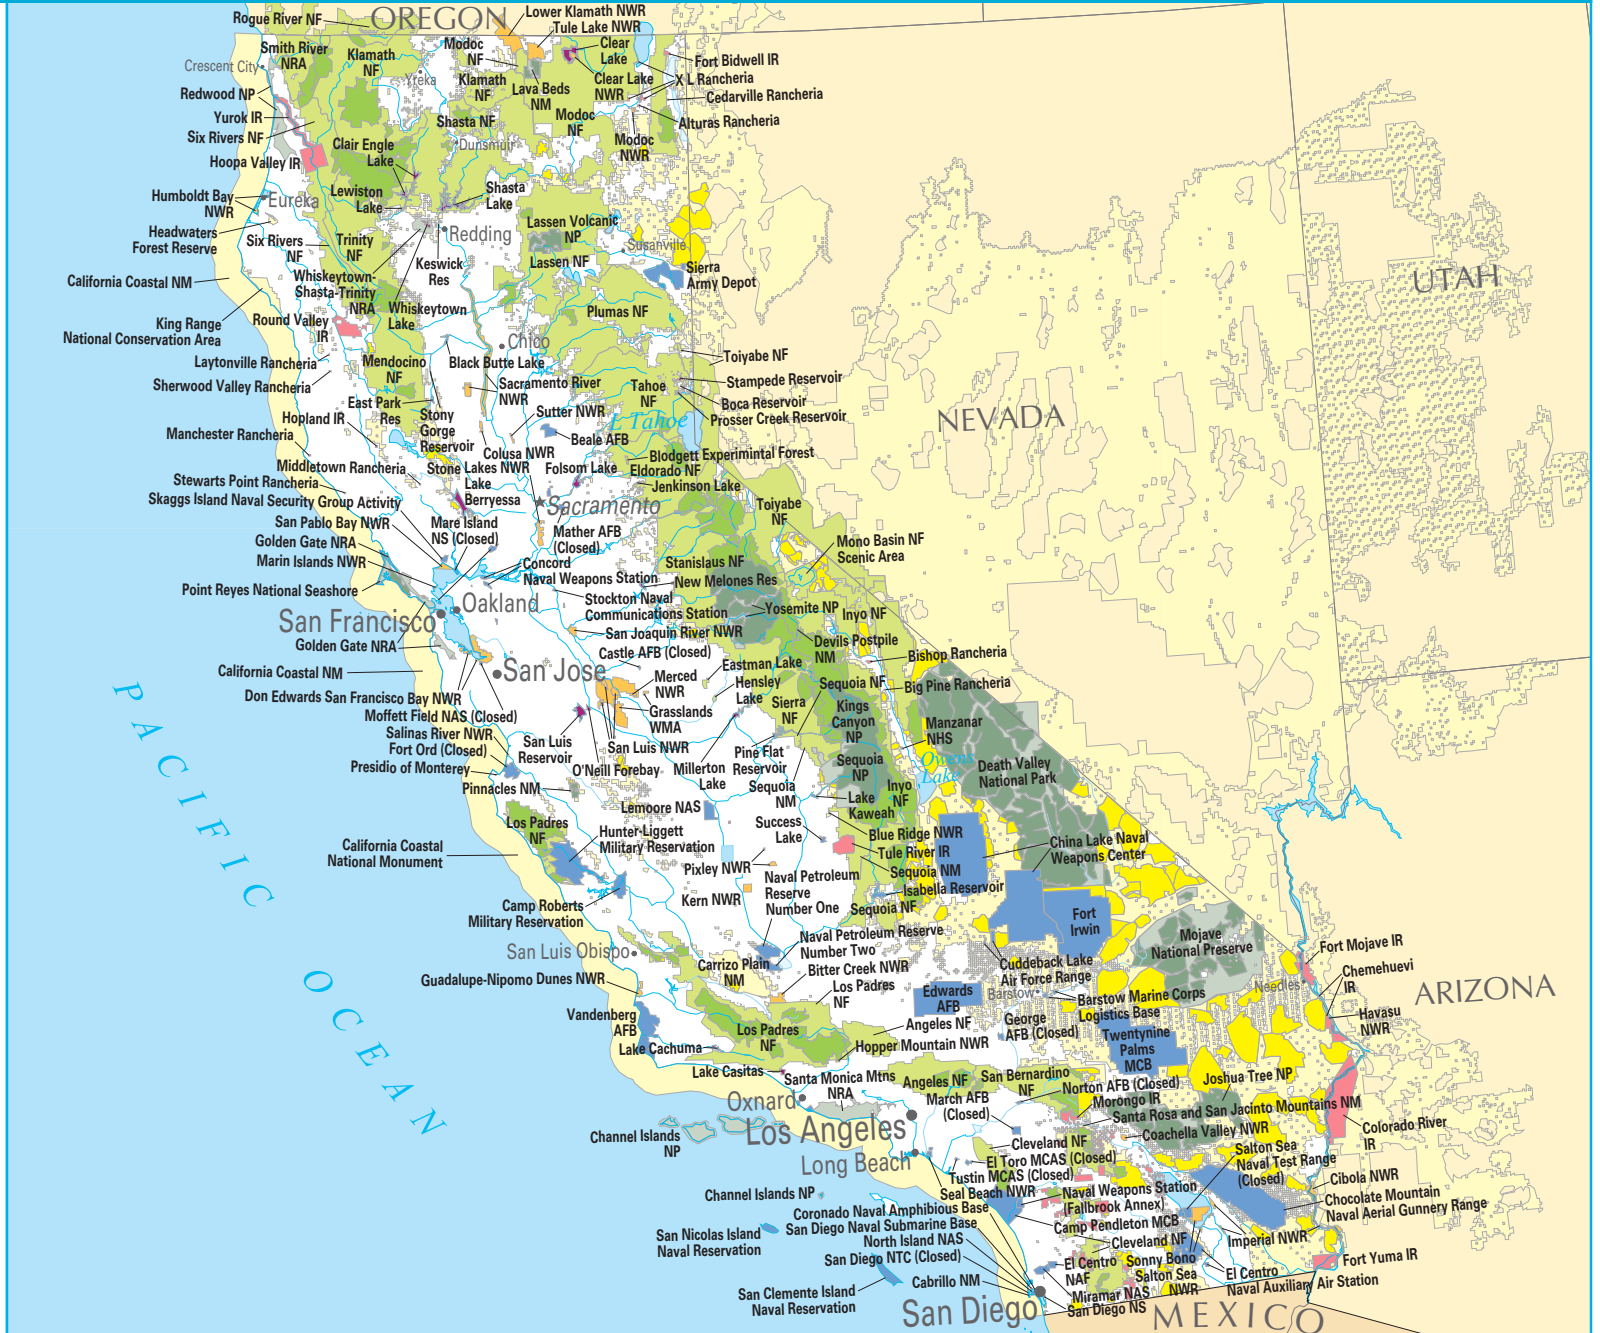 OREGON
Rogue River NF
Lower Klamath NWR
Tule Lake NWR
Smith River
NRA
Klamath
NF
Modoc
NF
Clear
Lake
Fort Bidwell IR
Crescent City
Yreka
Klamath
NF
Lava Beds
NM
Clear Lake
NWR
X L Rancheria
Cedarville Rancheria
Redwood NP
Yurok IR
Six Rivers NF
Shasta NF
Modoc
NF
Alturas Rancheria
Hoopa Valley IR
Clair Engle
Lake
Dunsmuir
Modoc
NWR
Humboldt Bay
NWR
Eureka
Lewiston
Lake
Shasta
Lake
Headwaters
Forest Reserve
Six Rivers
NF
Trinity
NF
Redding
Lassen Volcanic
NP
Susanville
Lassen NF
Keswick
Res
California Coastal NM
Whiskeytown-
Shasta-Trinity
NRA
Whiskeytown
Lake
Sierra
Army Depot
UTAH
King Range
National Conservation Area
Round Valley
IR
Plumas NF
Chico
Laytonville Rancheria
Mendocino
NF
Black Butte Lake
Toiyabe NF
Sherwood Valley Rancheria
Sacramento River
NWR
Tahoe
NF
Stampede Reservoir
Boca Reservoir
Prosser Creek Reservoir
NEVADA
East Park
Res
Stony
Gorge
Reservoir
Sutter NWR
L Tahoe
Hopland IR
Manchester Rancheria
Beale AFB
Colusa NWR
Blodgett Experimintal Forest
Middletown Rancheria
Stone Lakes NWR
Folsom Lake
Eldorado NF
Stewarts Point Rancheria
Lake
Berryessa
Jenkinson Lake
Skaggs Island Naval Security Group Activity
Sacramento
Toiyabe
NF
San Pablo Bay NWR
Mare Island
NS (Closed)
Mather AFB
(Closed)
Golden Gate NRA
Mono Basin NF
Scenic Area
Marin Islands NWR
Concord
Naval Weapons Station
Stanislaus NF
New Melones Res
Point Reyes National Seashore
Stockton Naval
Communications Station
Yosemite NP
San Francisco
Oakland
Inyo NF
San Joaquin River NWR
Golden Gate NRA
Castle AFB (Closed)
Devils Postpile
NM
Bishop Rancheria
California Coastal NM
San Jose
Eastman Lake
Merced
NWR
Hensley
Lake
Sequoia NF
Big Pine Rancheria
Don Edwards San Francisco Bay NWR
Moffett Field NAS (Closed)
Grasslands
WMA
Sierra
NF
Kings
Canyon
NP
Manzanar
NHS
Salinas River NWR
Fort Ord (Closed)
San Luis
Reservoir
San Luis NWR
Pine Flat
Reservoir
Presidio of Monterey
O'Neill Forebay
Millerton
Lake
Sequoia
NP
Owens
Lake
Death Valley
National Park
Pinnacles NM
Sequoia
NM
Inyo
NF
Lake
Kaweah
Los Padres
NF
Lemoore NAS
Success
Lake
Hunter-Liggett
Military Reservation
Blue Ridge NWR
China Lake Naval
Weapons Center
California Coastal
National Monument
Tule River IR
Pixley NWR
Sequoia NM
Naval Petroleum
Reserve
Number One
Isabella Reservoir
Kern NWR
Camp Roberts
Military Reservation
Sequoia NF
Fort
Irwin
San Luis Obispo
Naval Petroleum Reserve
Number Two
Mojave
National Preserve
Fort Mojave IR
Carrizo Plain
NM
Bitter Creek NWR
Cuddeback Lake
Air Force Range
Chemehuevi
IR
Guadalupe-Nipomo Dunes NWR
Los Padres
NF
Edwards
AFB
Barstow
Needles
ARIZONA
Barstow Marine Corps
Logistics Base
Vandenberg
AFB
Los Padres
NF
Angeles NF
George
AFB (Closed)
Havasu
NWR
Twentynine
Palms
MCB
Lake Cachuma
Hopper Mountain NWR
Lake Casitas
Santa Monica Mtns
NRA
Angeles NF
San Bernardino
NF
Joshua Tree NP
Norton AFB (Closed)
Oxnard
March AFB
(Closed)
Morongo IR
Santa Rosa and San Jacinto Mountains NM
Los Angeles
Coachella Valley NWR
Colorado River
IR
Channel Islands
NP
Cleveland NF
Salton Sea
Naval Test Range
(Closed)
Long Beach
El Toro MCAS (Closed)
Tustin
MCAS (Closed)
Cibola NWR
Channel Islands NP
Seal Beach NWR
Naval Weapons Station
(Fallbrook Annex)
Chocolate Mountain
Naval Aerial Gunnery Range
Coronado Naval Amphibious Base
San Diego Naval Submarine Base
Camp Pendleton MCB
San Nicolas Island
Naval Reservation
North Island NAS
Cleveland NF
Imperial NWR
San Diego NTC (Closed)
El Centro
NAF
Sonny Bono
Salton Sea
NWR
Fort Yuma IR
El Centro
Naval Auxiliary Air Station
San Clemente Island
Naval Reservation
Cabrillo NM
Miramar NAS
San Diego NS
San Diego
MEXICO
PACIFIC OCEAN